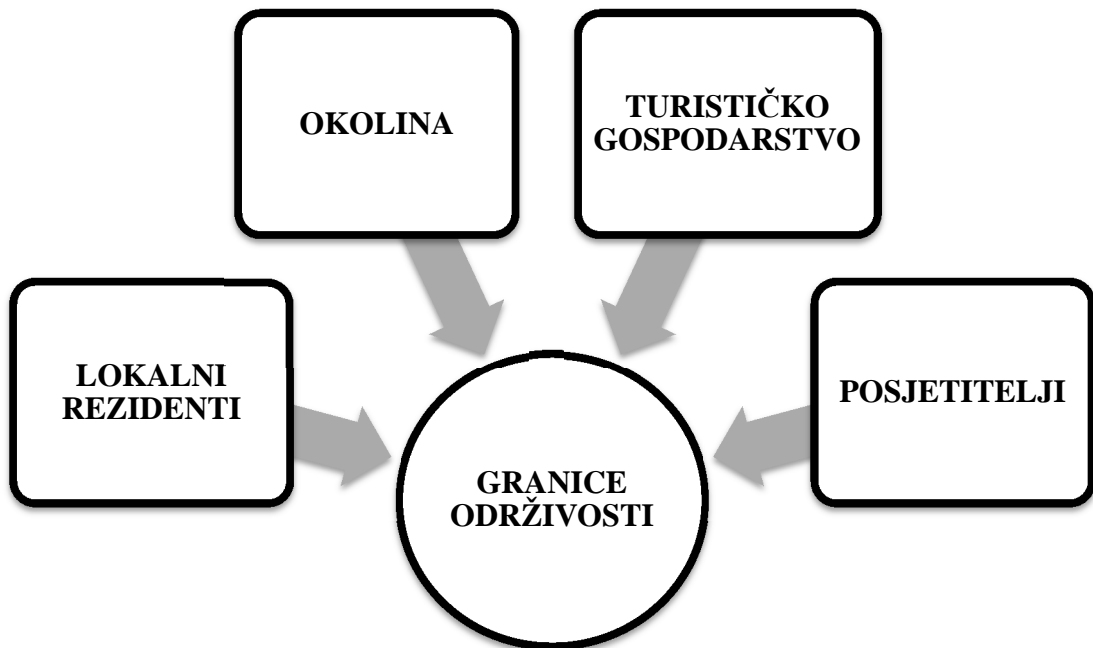 OKOLINA
TURISTIČKO
GOSPODARSTVO
LOKALNI
REZIDENTI
POSJETITELJI
GRANICE
ODRŽIVOSTI